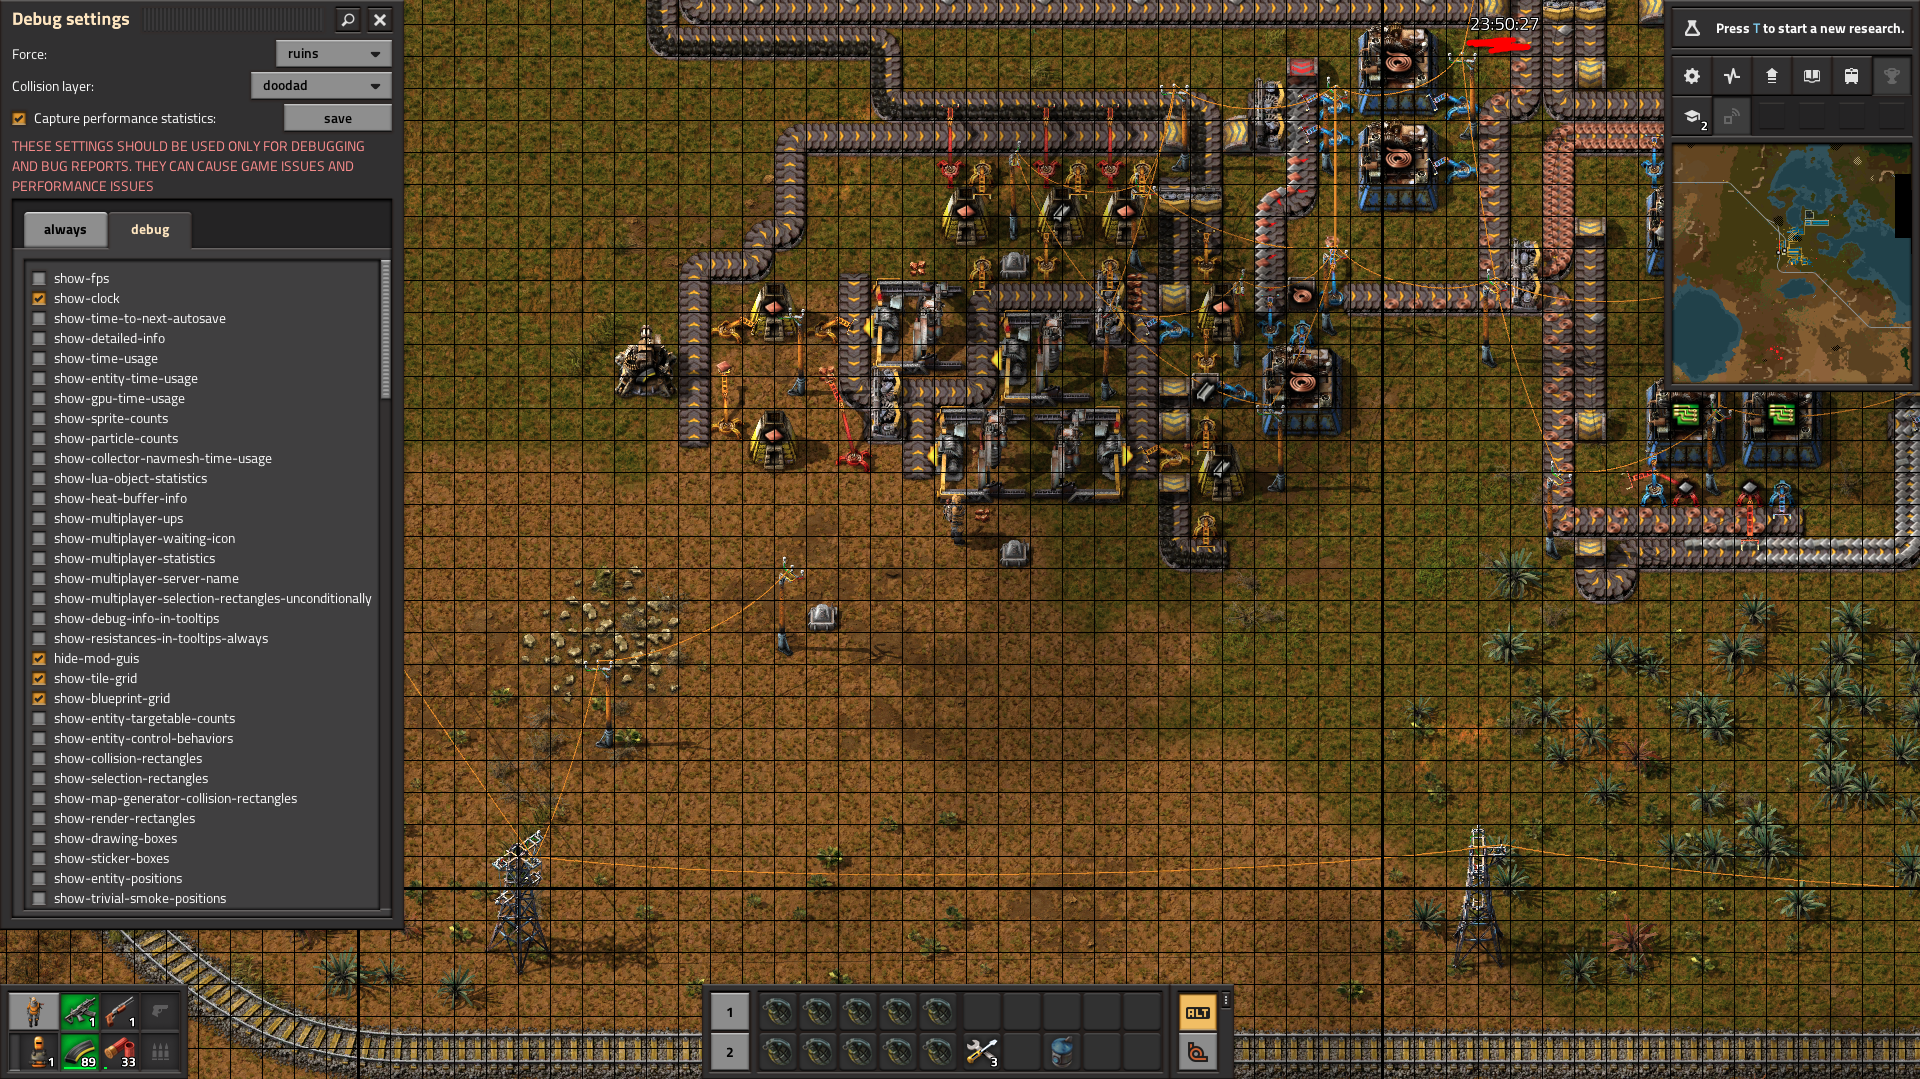 Debug settings
Force:
ruins
Collision layer:
doodad
Capture performance statistics:
save
THESE SETTINGS SHOULD BE USED ONLY FOR DEBUGGING
AND BUG REPORTS. THEY CAN CAUSE GAME ISSUES AND
PERFORMANCE ISSUES
always
debug
show-fps
show-clock
show-time-to-next-autosave
show-detailed-info
show-time-usage
show-entity-time-usage
show-gpu-time-usage
show-sprite-counts
show-particle-counts
show-collector-navmesh-time-usage
show-lua-object-statistics
show-heat-buffer-info
show-multiplayer-ups
show-multiplayer-waiting-icon
show-multiplayer-statistics
show-multiplayer-server-name
show-multiplayer-selection-rectangles-unconditionally
show-debug-info-in-tooltips
show-resistances-in-tooltips-always
hide-mod-guis
show-tile-grid
show-blueprint-grid
show-entity-targetable-counts
show-entity-control-behaviors
show-collision-rectangles
show-selection-rectangles
show-map-generator-collision-rectangles
show-render-rectangles
show-drawing-boxes
show-sticker-boxes
show-entity-positions
show-trivial-smoke-positions
23:50:27
Press T to start a new research.
2
1
1
1
89
33
1
2
3
ALT